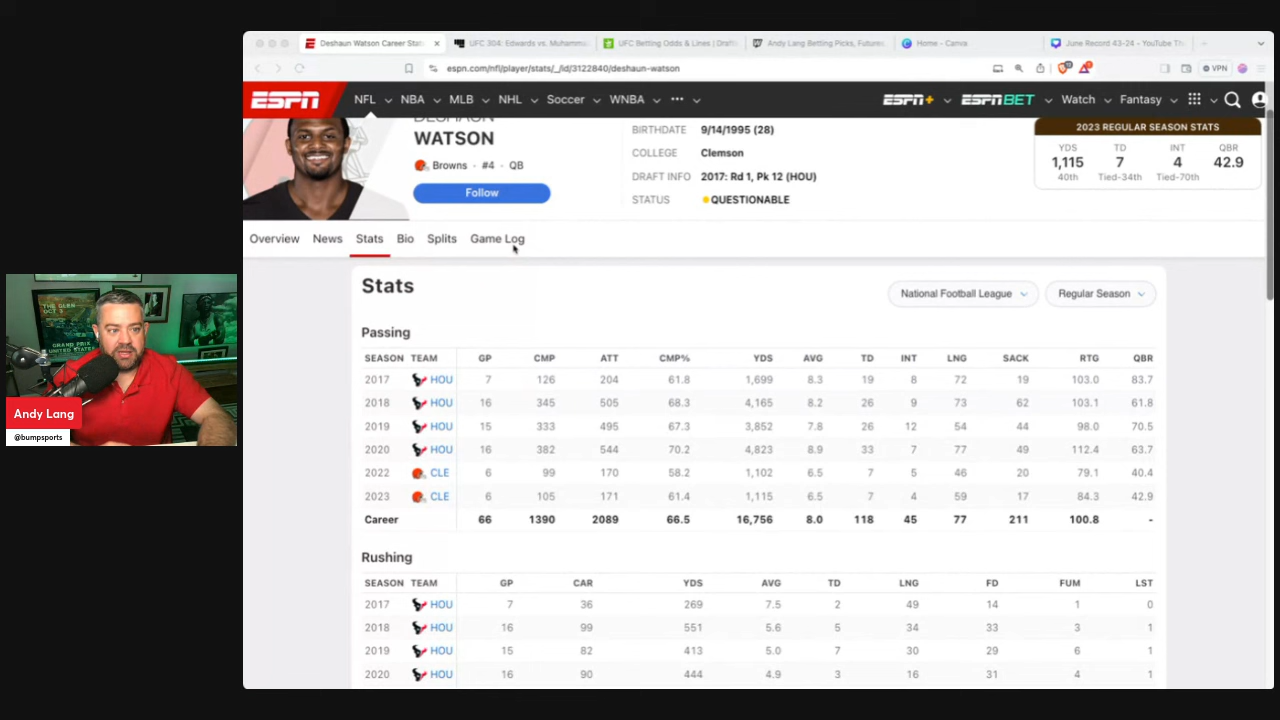 Deshaun Watson Career Stat
UFC 304: Edwards vs. Muhamma
UFC Betting Odds & Lines | Draft
Andy Lang Betting Picks, Futures
Home - Canva
June Record 43-24 - YouTube Th
espn.com/nfl/player/stats/_/id/3122840/deshaun-watson
VPN
ESPN NFL NBA MLB NHL Soccer WNBA ••• ESPN+ ESPNBET Watch Fantasy
DESHAUN
WATSON
Browns • #4 • QB
Follow
BIRTHDATE 9/14/1995 (28)
COLLEGE Clemson
DRAFT INFO 2017: Rd 1, Pk 12 (HOU)
STATUS QUESTIONABLE
2023 REGULAR SEASON STATS
YDS TD INT QBR
1,115 7 4 42.9
40th Tied-34th Tied-70th
Overview News Stats Bio Splits Game Log
Stats
National Football League Regular Season
Passing
SEASON TEAM GP CMP ATT CMP% YDS AVG TD INT LNG SACK RTG QBR
2017 HOU 7 126 204 61.8 1,699 8.3 19 8 72 19 103.0 83.7
2018 HOU 16 345 505 68.3 4,165 8.2 26 9 73 62 103.1 61.8
2019 HOU 15 333 495 67.3 3,852 7.8 26 12 54 44 98.0 70.5
2020 HOU 16 382 544 70.2 4,823 8.9 33 7 77 49 112.4 63.7
2022 CLE 6 99 170 58.2 1,102 6.5 7 5 46 20 79.1 40.4
2023 CLE 6 105 171 61.4 1,115 6.5 7 4 59 17 84.3 42.9
Career 66 1390 2089 66.5 16,756 8.0 118 45 77 211 100.8 -
Rushing
SEASON TEAM GP CAR YDS AVG TD LNG FD FUM LST
2017 HOU 7 36 269 7.5 2 49 14 1 0
2018 HOU 16 99 551 5.6 5 34 33 3 1
2019 HOU 15 82 413 5.0 7 30 29 6 1
2020 HOU 16 90 444 4.9 3 16 31 4 1
THE GLEN
OCT 3
GRAND PRIX
UNITED STATES
Andy Lang
@bumpsports